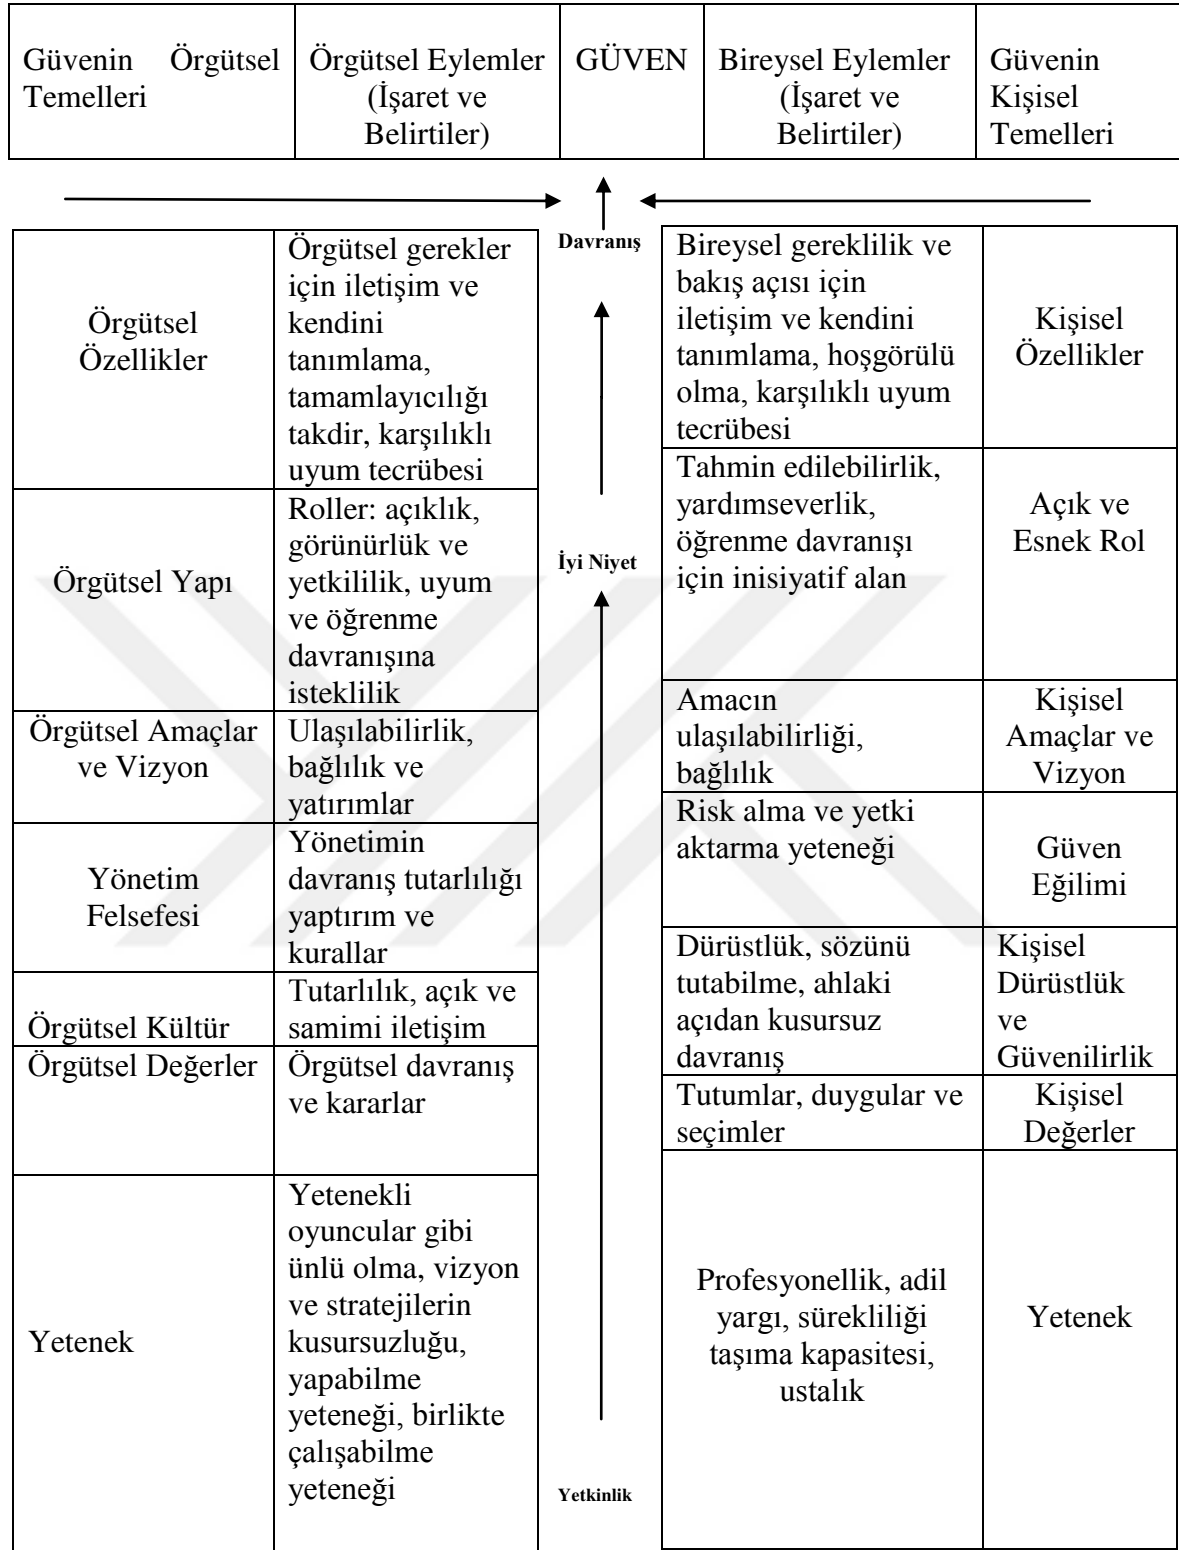 Güvenin Örgütsel
Temelleri
Örgütsel Eylemler
(İşaret ve
Belirtiler)
GÜVEN
Bireysel Eylemler
(İşaret ve
Belirtiler)
Güvenin
Kişisel
Temelleri
Örgütsel
Özellikler
Örgütsel gerekler
için iletişim ve
kendini
tanımlama,
tamamlayıcılığı
takdir, karşılıklı
uyum tecrübesi
Örgütsel Yapı
Roller: açıklık,
görünürlük ve
yetkililik, uyum
ve öğrenme
davranışına
isteklilik
Örgütsel Amaçlar
ve Vizyon
Ulaşılabilirlik,
bağlılık ve
yatırımlar
Yönetim
Felsefesi
Yönetimin
davranış tutarlılığı
yaptırım ve
kurallar
Örgütsel Kültür
Tutarlılık, açık ve
samimi iletişim
Örgütsel Değerler
Örgütsel davranış
ve kararlar
Yetenek
Yetenekli
oyuncular gibi
ünlü olma, vizyon
ve stratejilerin
kusursuzluğu,
yapabilme
yeteneği, birlikte
çalışabilme
yeteneği
Davranış
İyi Niyet
Yetkinlik
Bireysel gereklilik ve
bakış açısı için
iletişim ve kendini
tanımlama, hoşgörülü
olma, karşılıklı uyum
tecrübesi
Kişisel
Özellikler
Tahmin edilebilirlik,
yardımseverlik,
öğrenme davranışı
için inisiyatif alan
Açık ve
Esnek Rol
Amacın
ulaşılabilirliği,
bağlılık
Kişisel
Amaçlar ve
Vizyon
Risk alma ve yetki
aktarma yeteneği
Güven
Eğilimi
Dürüstlük, sözünü
tutabilme, ahlaki
açıdan kusursuz
davranış
Kişisel
Dürüstlük
ve
Güvenilirlik
Tutumlar, duygular ve
seçimler
Kişisel
Değerler
Profesyonellik, adil
yargı, sürekliliği
taşıma kapasitesi,
ustalık
Yetenek